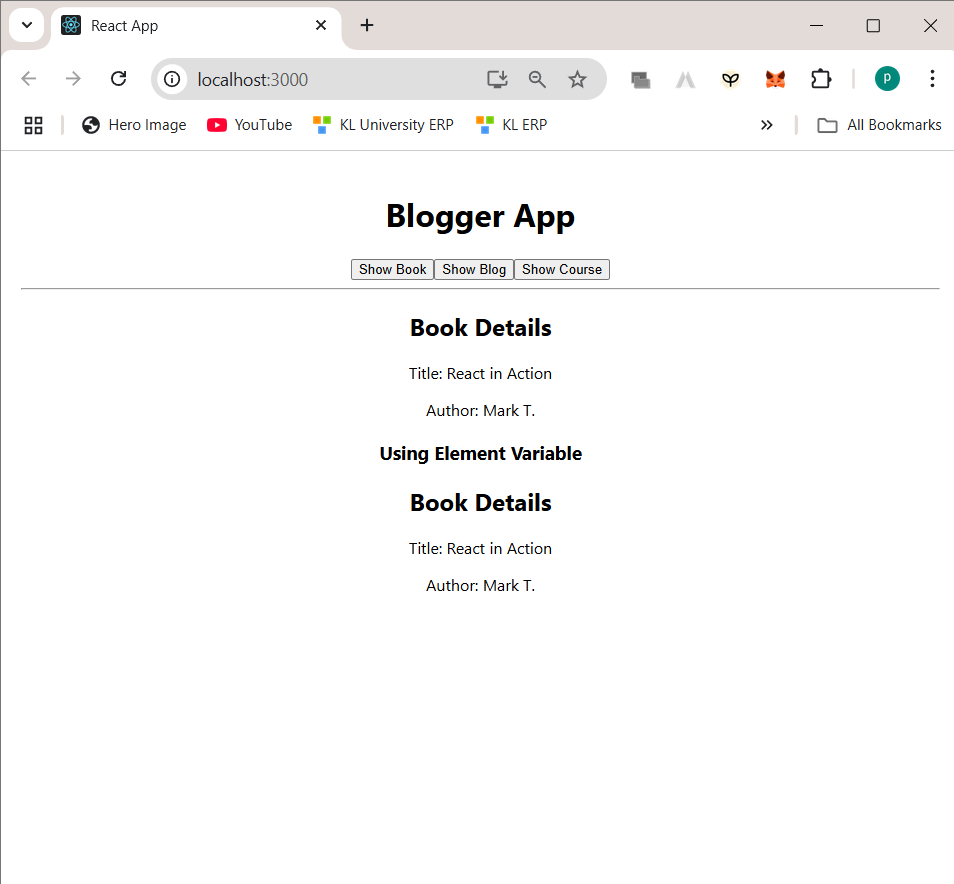 React App
localhost:3000
P
Hero Image YouTube KL University ERP KL ERP All Bookmarks
Blogger App
Show Book Show Blog Show Course
Book Details
Title: React in Action
Author: Mark T.
Using Element Variable
Book Details
Title: React in Action
Author: Mark T.